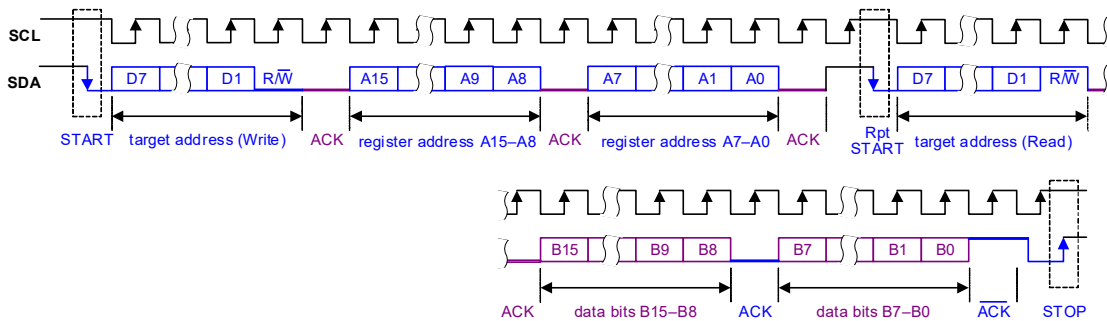 SCL
SDA D7 D1 R/W̅ A15 A9 A8 A7 A1 A0 D7 D1 R/W̅
START target address (Write) ACK register address A15–A8 ACK register address A7–A0 ACK Rpt START target address (Read)
B15 B9 B8 B7 B1 B0
ACK data bits B15–B8 ACK data bits B7–B0 A̅C̅K̅ STOP